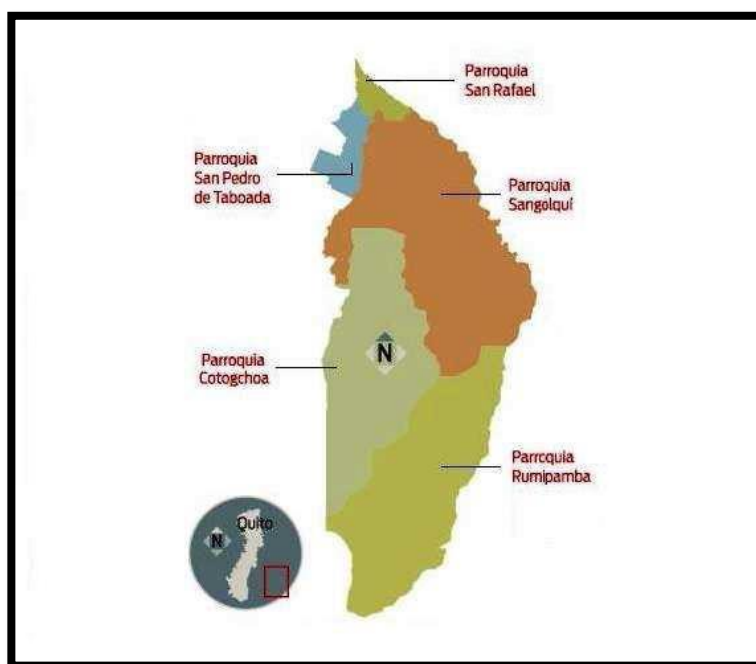 Parroquia
San Rafael
Parroquia
San Pedro
de Taboada
Parroquia
Sangolquí
Parroquia
Cotogchoa
N
Parroquia
Rumipamba
Quito
N